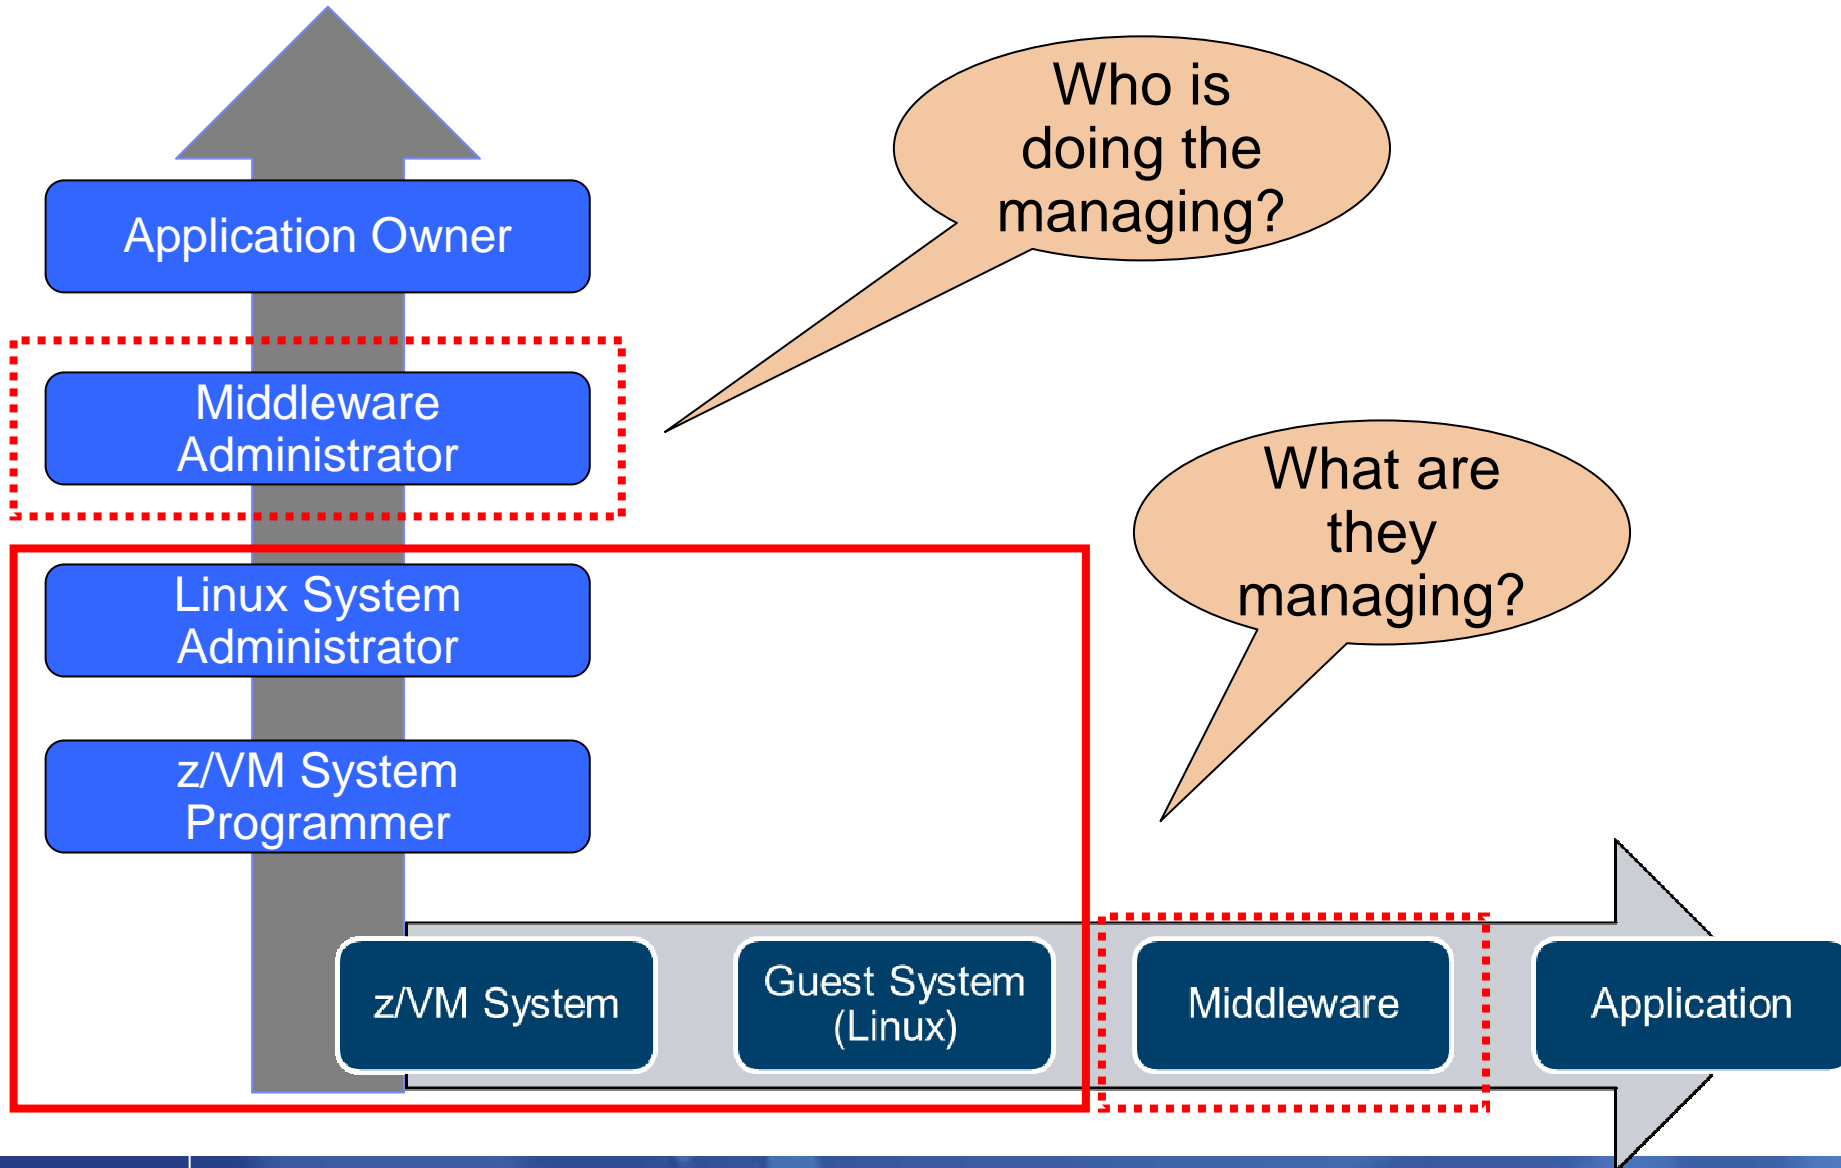 Who is
doing the
managing?
Application Owner
Middleware
Administrator
What are
they
managing?
Linux System
Administrator
z/VM System
Programmer
z/VM System
Guest System
(Linux)
Middleware
Application